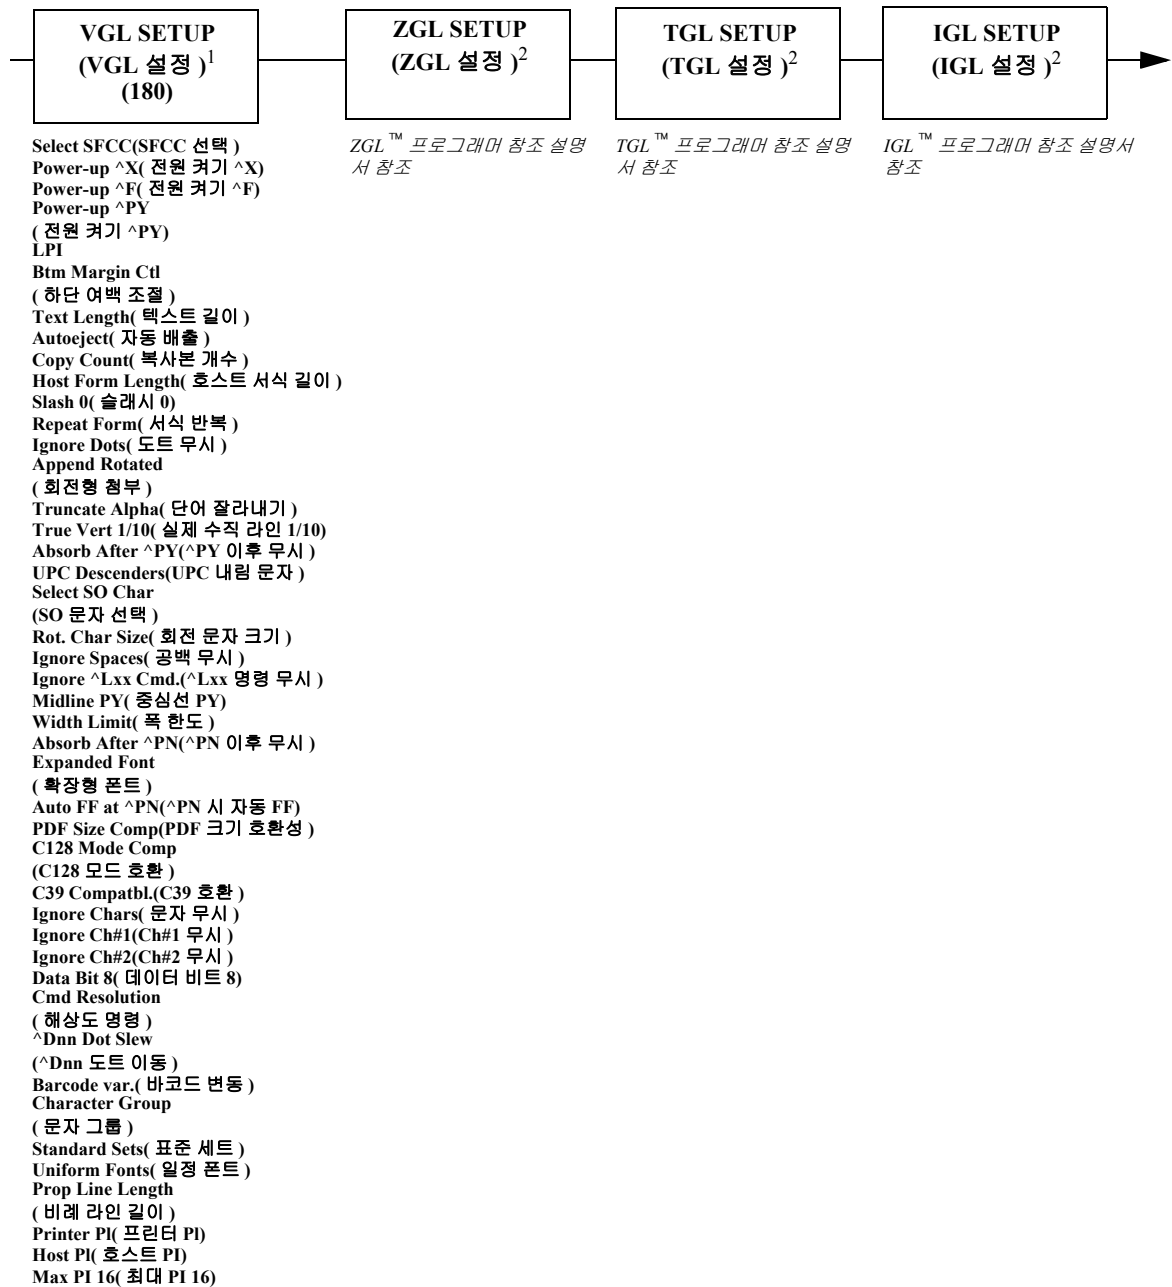 VGL SETUP
(VGL 설정 )1
(180)
ZGL SETUP
(ZGL 설정 )2
TGL SETUP
(TGL 설정 )2
IGL SETUP
(IGL 설정 )2
Select SFCC(SFCC 선택 )
Power-up ^X( 전원 켜기 ^X)
Power-up ^F( 전원 켜기 ^F)
Power-up ^PY
( 전원 켜기 ^PY)
LPI
Btm Margin Ctl
( 하단 여백 조절 )
Text Length( 텍스트 길이 )
Autoeject( 자동 배출 )
Copy Count( 복사본 개수 )
Host Form Length( 호스트 서식 길이 )
Slash 0( 슬래시 0)
Repeat Form( 서식 반복 )
Ignore Dots( 도트 무시 )
Append Rotated
( 회전형 첨부 )
Truncate Alpha( 단어 잘라내기 )
True Vert 1/10( 실제 수직 라인 1/10)
Absorb After ^PY(^PY 이후 무시 )
UPC Descenders(UPC 내림 문자 )
Select SO Char
(SO 문자 선택 )
Rot. Char Size( 회전 문자 크기 )
Ignore Spaces( 공백 무시 )
Ignore ^Lxx Cmd.(^Lxx 명령 무시 )
Midline PY( 중심선 PY)
Width Limit( 폭 한도 )
Absorb After ^PN(^PN 이후 무시 )
Expanded Font
( 확장형 폰트 )
Auto FF at ^PN(^PN 시 자동 FF)
PDF Size Comp(PDF 크기 호환성 )
C128 Mode Comp
(C128 모드 호환 )
C39 Compatbl.(C39 호환 )
Ignore Chars( 문자 무시 )
Ignore Ch#1(Ch#1 무시 )
Ignore Ch#2(Ch#2 무시 )
Data Bit 8( 데이터 비트 8)
Cmd Resolution
( 해상도 명령 )
^Dnn Dot Slew
(^Dnn 도트 이동 )
Barcode var.( 바코드 변동 )
Character Group
( 문자 그룹 )
Standard Sets( 표준 세트 )
Uniform Fonts( 일정 폰트 )
Prop Line Length
( 비례 라인 길이 )
Printer Pl( 프린터 Pl)
Host Pl( 호스트 PI)
Max PI 16( 최대 PI 16)
ZGL™ 프로그래머 참조 설명
서 참조
TGL™ 프로그래머 참조 설명
서 참조
IGL™ 프로그래머 참조 설명서
참조